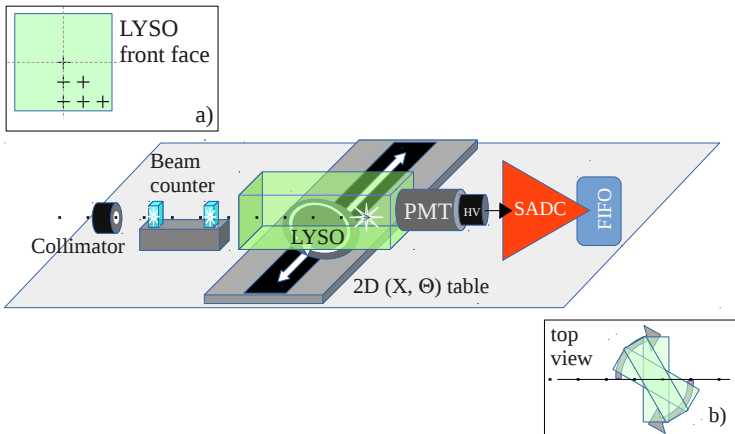 LYSO
front face
a)
Beam
counter
Collimator
LYSO
PMT
HV
SADC
FIFO
2D (X, Θ) table
top
view
b)